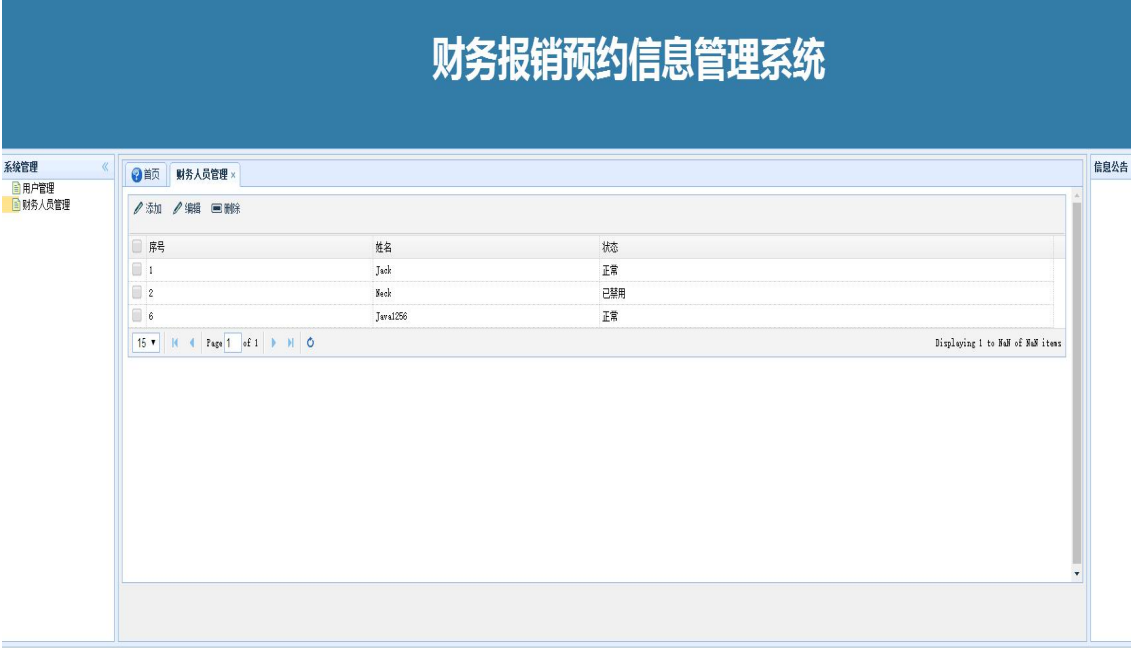 财务报销预约信息管理系统
系统管理
用户管理
财务人员管理
首页 财务人员管理
添加 编辑 删除
序号 姓名 状态
1 Jack 正常
2 Neck 已禁用
6 Java1256 正常
15 Page 1 of 1 Displaying 1 to NaN of NaN items
信息公告